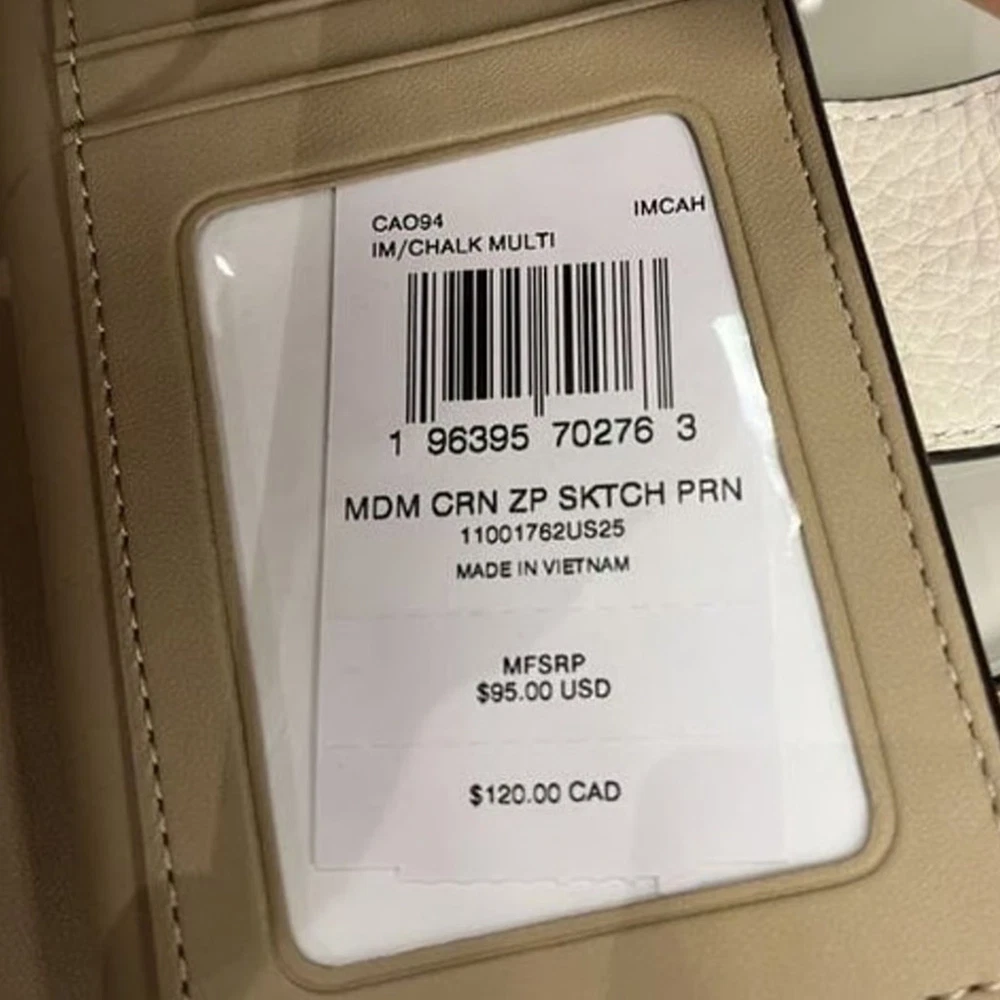 CAO94 IMCAH
IM/CHALK MULTI
1 96395 70276 3
MDM CRN ZP SKTCH PRN
11001762US25
MADE IN VIETNAM
MFSRP
$95.00 USD
$120.00 CAD